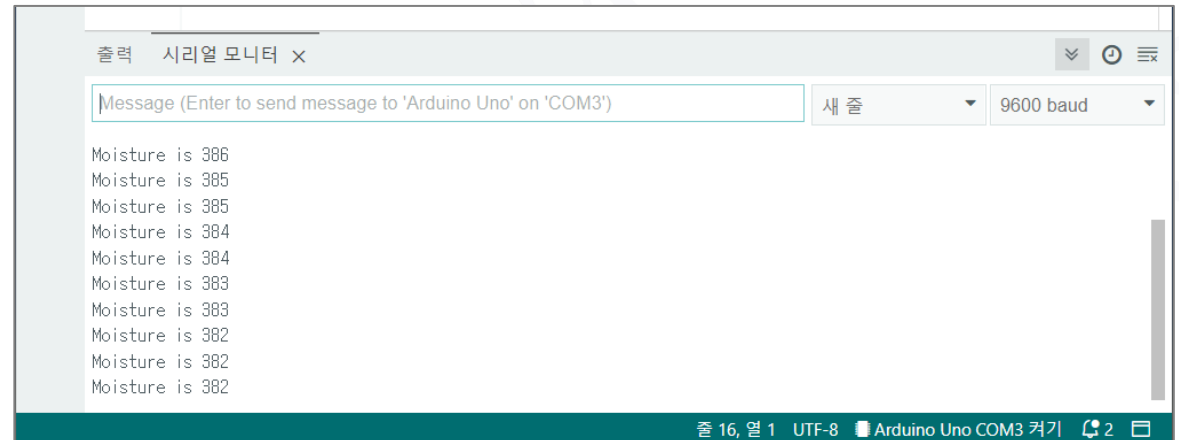 출력 시리얼 모니터
Message (Enter to send message to 'Arduino Uno' on 'COM3')
새 줄
9600 baud
Moisture is 386
Moisture is 385
Moisture is 385
Moisture is 384
Moisture is 384
Moisture is 383
Moisture is 383
Moisture is 382
Moisture is 382
Moisture is 382
줄 16, 열 1 UTF-8 Arduino Uno COM3 켜기 2